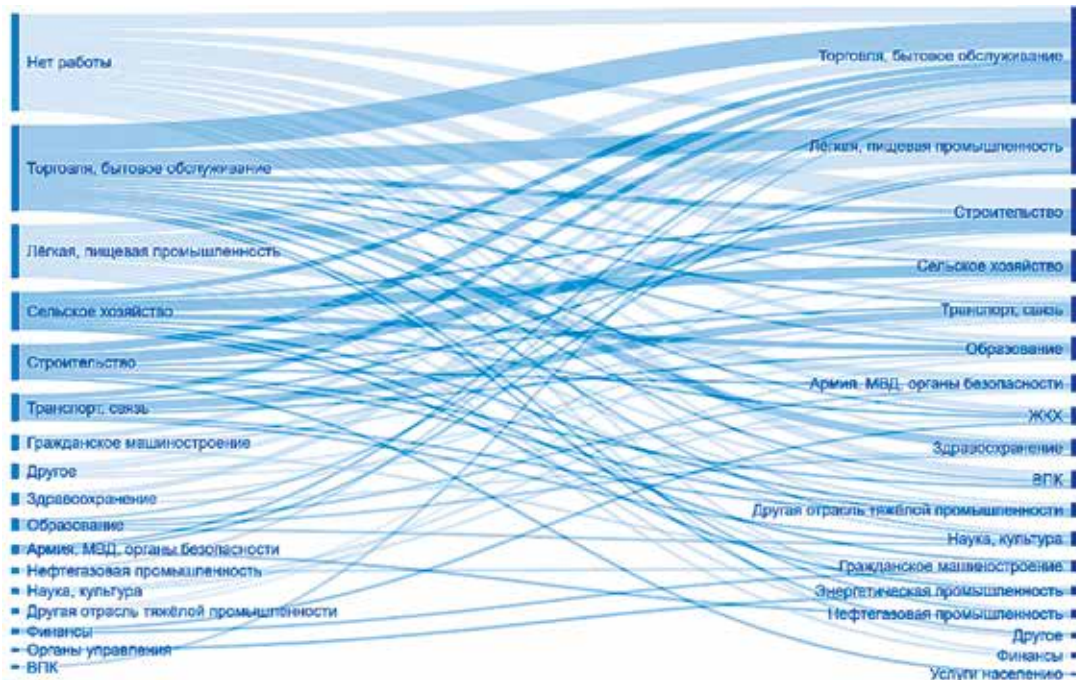 Нет работы
Торговля, бытовое обслуживание
Лёгкая, пищевая промышленность
Сельское хозяйство
Строительство
Транспорт, связь
Гражданское машиностроение
Другое
Здравоохранение
Образование
Армия, МВД, органы безопасности
Нефтегазовая промышленность
Наука, культура
Другая отрасль тяжёлой промышленности
Финансы
Органы управления
ВПК
Торговля, бытовое обслуживание
Лёгкая, пищевая промышленность
Строительство
Сельское хозяйство
Транспорт, связь
Образование
Армия, МВД, органы безопасности
ЖКХ
Здравоохранение
ВПК
Другая отрасль тяжёлой промышленности
Наука, культура
Гражданское машиностроение
Энергетическая промышленность
Нефтегазовая промышленность
Другое
Финансы
Услуги населению